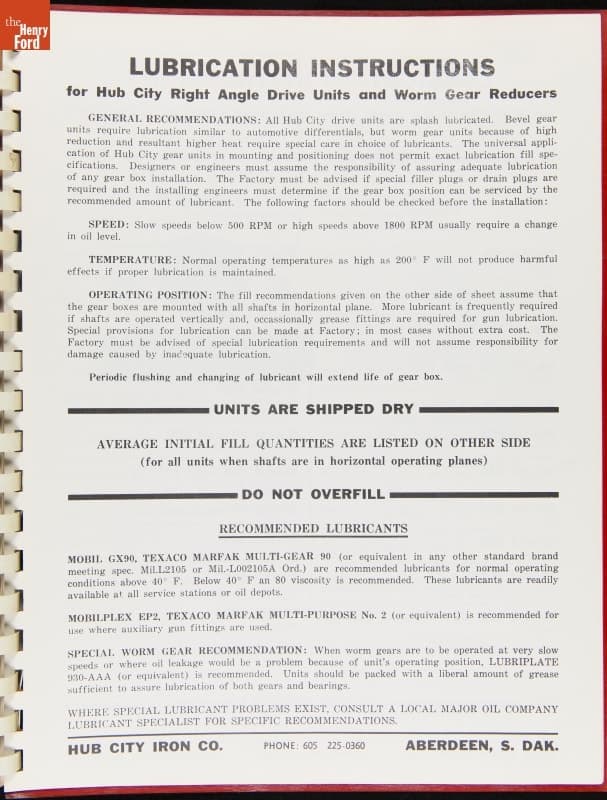 the
Henry
Ford
LUBRICATION INSTRUCTIONS
for Hub City Right Angle Drive Units and Worm Gear Reducers
GENERAL RECOMMENDATIONS: All Hub City drive units are splash lubricated. Bevel gear
units require lubrication similar to automotive differentials, but worm gear units because of high
reduction and resultant higher heat require special care in choice of lubricants. The universal appli-
cation of Hub City gear units in mounting and positioning does not permit exact lubrication fill spe-
cifications. Designers or engineers must assume the responsibility of assuring adequate lubrication
of any gear box installation. The Factory must be advised if special filler plugs or drain plugs are
required and the installing engineers must determine if the gear box position can be serviced by the
recommended amount of lubricant. The following factors should be checked before the installation:
SPEED: Slow speeds below 500 RPM or high speeds above 1800 RPM usually require a change
in oil level.
TEMPERATURE: Normal operating temperatures as high as 200° F will not produce harmful
effects if proper lubrication is maintained.
OPERATING POSITION: The fill recommendations given on the other side of sheet assume that
the gear boxes are mounted with all shafts in horizontal plane. More lubricant is frequently required
if shafts are operated vertically and, occassionally grease fittings are required for gun lubrication.
Special provisions for lubrication can be made at Factory; in most cases without extra cost. The
Factory must be advised of special lubrication requirements and will not assume responsibility for
damage caused by inadequate lubrication.
Periodic flushing and changing of lubricant will extend life of gear box.
UNITS ARE SHIPPED DRY
AVERAGE INITIAL FILL QUANTITIES ARE LISTED ON OTHER SIDE
(for all units when shafts are in horizontal operating planes)
DO NOT OVERFILL
RECOMMENDED LUBRICANTS
MOBIL GX90, TEXACO MARFAK MULTI-GEAR 90 (or equivalent in any other standard brand
meeting spec. Mil.L2105 or Mil.-L002105A Ord.) are recommended lubricants for normal operating
conditions above 40° F. Below 40° F an 80 viscosity is recommended. These lubricants are readily
available at all service stations or oil depots.
MOBILPLEX EP2, TEXACO MARFAK MULTI-PURPOSE No. 2 (or equivalent) is recommended for
use where auxiliary gun fittings are used.
SPECIAL WORM GEAR RECOMMENDATION: When worm gears are to be operated at very slow
speeds or where oil leakage would be a problem because of unit's operating position, LUBRIPLATE
930-AAA (or equivalent) is recommended. Units should be packed with a liberal amount of grease
sufficient to assure lubrication of both gears and bearings.
WHERE SPECIAL LUBRICANT PROBLEMS EXIST, CONSULT A LOCAL MAJOR OIL COMPANY
LUBRICANT SPECIALIST FOR SPECIFIC RECOMMENDATIONS.
HUB CITY IRON CO. PHONE: 605 225-0360 ABERDEEN, S. DAK.